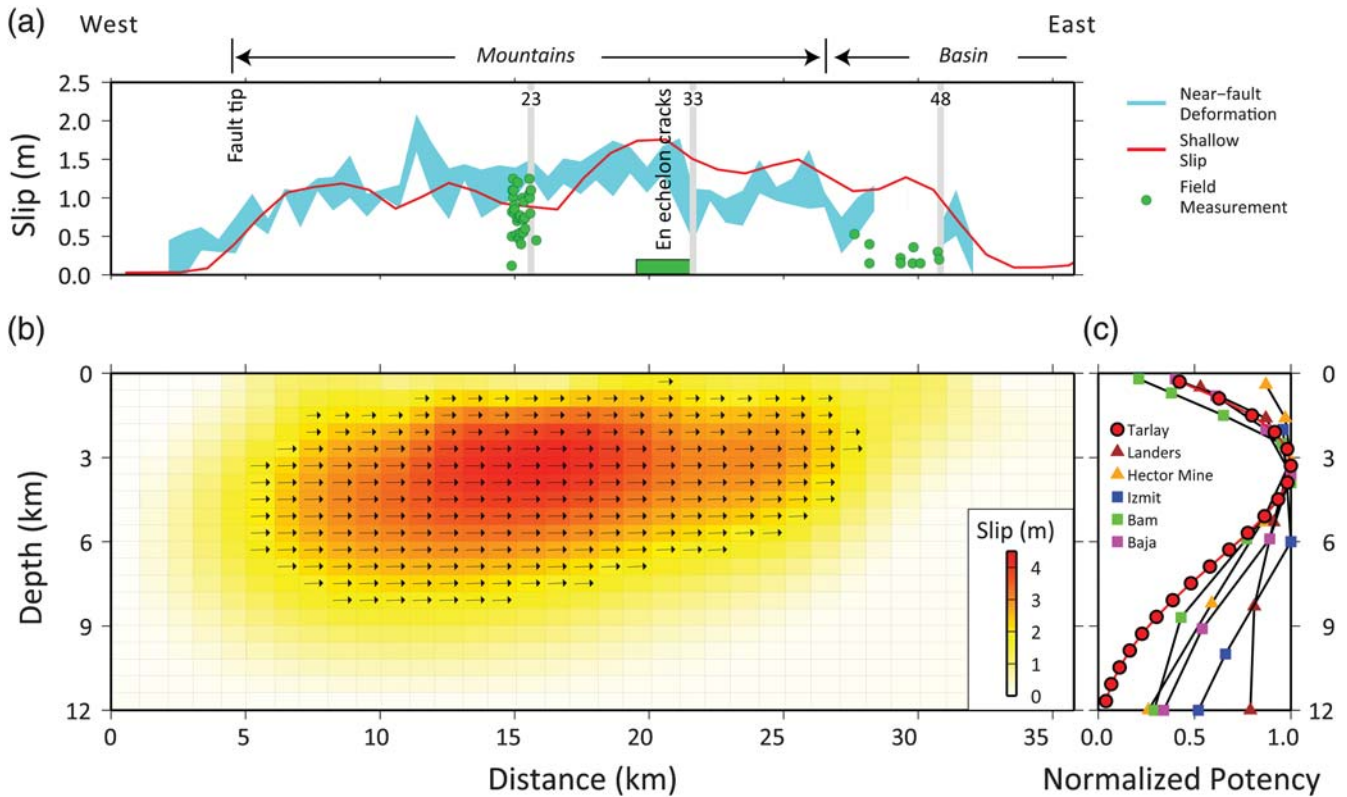 (a)
West
East
Mountains
Basin
2.5
2.0
1.5
1.0
0.5
0.0
Slip (m)
Fault tip
23
En echelon cracks
33
48
Near–fault
Deformation
Shallow
Slip
Field
Measurement
(b)
0
3
6
9
12
Depth (km)
Slip (m)
4
3
2
1
0
0
5
10
15
20
25
30
35
Distance (km)
(c)
Tarlay
Landers
Hector Mine
Izmit
Bam
Baja
0
3
6
9
12
0.0
0.5
1.0
Normalized Potency